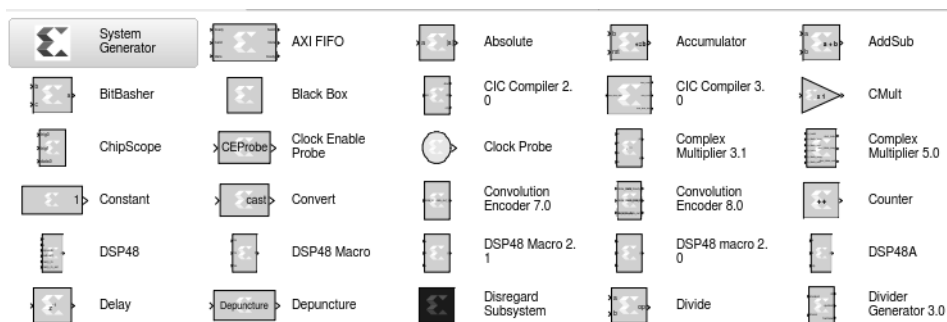 System
Generator
AXI FIFO
Absolute
Accumulator
AddSub
BitBasher
Black Box
CIC Compiler 2.
0
CIC Compiler 3.
0
CMult
ChipScope
CEProbe
Clock Enable
Probe
Clock Probe
Complex
Multiplier 3.1
Complex
Multiplier 5.0
1
Constant
cast
Convert
Convolution
Encoder 7.0
Convolution
Encoder 8.0
++
Counter
DSP48
DSP48 Macro
DSP48 Macro 2.
1
DSP48 macro 2.
0
DSP48A
Delay
Depuncture
Depuncture
Disregard
Subsystem
Divide
Divider
Generator 3.0